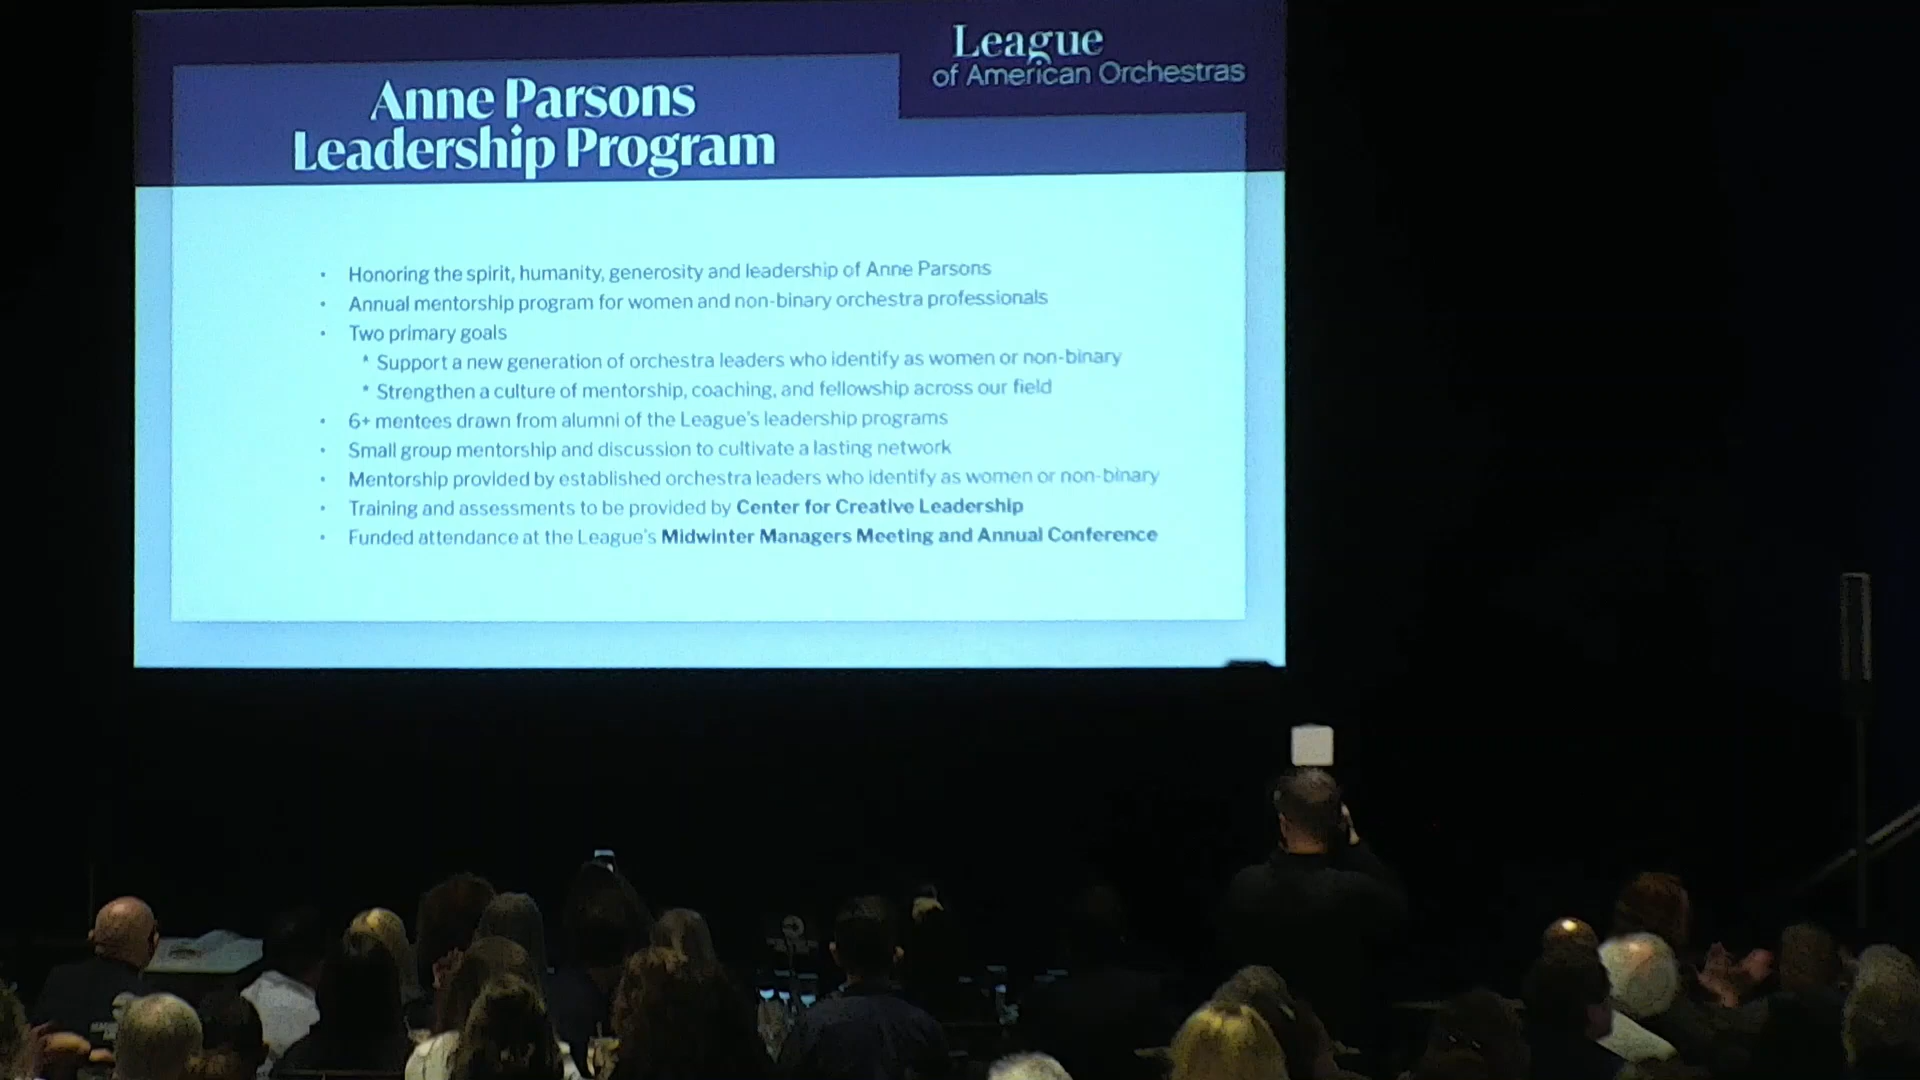 League
of American Orchestras
Anne Parsons
Leadership Program
• Honoring the spirit, humanity, generosity and leadership of Anne Parsons
• Annual mentorship program for women and non-binary orchestra professionals
• Two primary goals
* Support a new generation of orchestra leaders who identify as women or non-binary
* Strengthen a culture of mentorship, coaching, and fellowship across our field
• 6+ mentees drawn from alumni of the League's leadership programs
• Small group mentorship and discussion to cultivate a lasting network
• Mentorship provided by established orchestra leaders who identify as women or non-binary
• Training and assessments to be provided by Center for Creative Leadership
• Funded attendance at the League's Midwinter Managers Meeting and Annual Conference